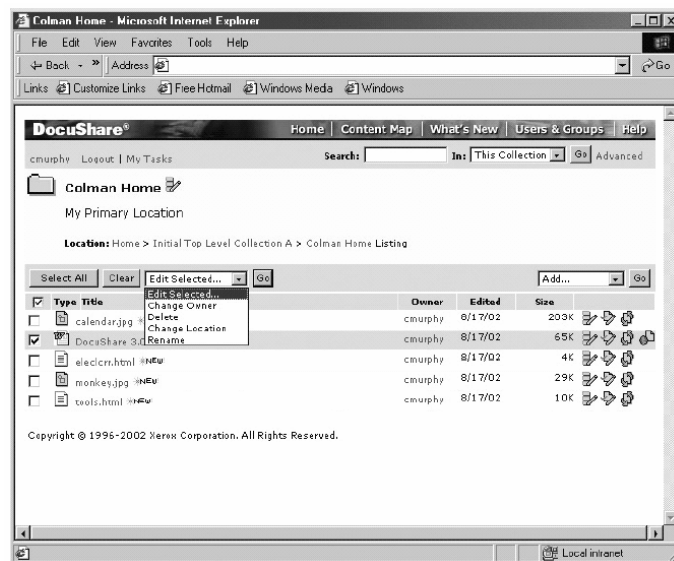 Colman Home - Microsoft Internet Explorer
File Edit View Favorites Tools Help
Back » Address Go
Links Customize Links Free Hotmail Windows Media Windows
DocuShare® Home | Content Map | What's New | Users & Groups | Help
cmurphy Logout | My Tasks Search: In: This Collection Go Advanced
Colman Home
My Primary Location
Location: Home > Initial Top Level Collection A > Colman Home Listing
Select All Clear Edit Selected... Go Add... Go
Edit Selected...
Change Owner
Delete
Change Location
Rename
Type Title Owner Edited Size
calendar.jpg cmurphy 8/17/02 203K
DocuShare 3.0 cmurphy 8/17/02 65K
NEW cmurphy 8/17/02 4K
monkey.jpg NEW cmurphy 8/17/02 29K
tools.html NEW cmurphy 8/17/02 10K
Copyright © 1996-2002 Xerox Corporation. All Rights Reserved.
Local intranet